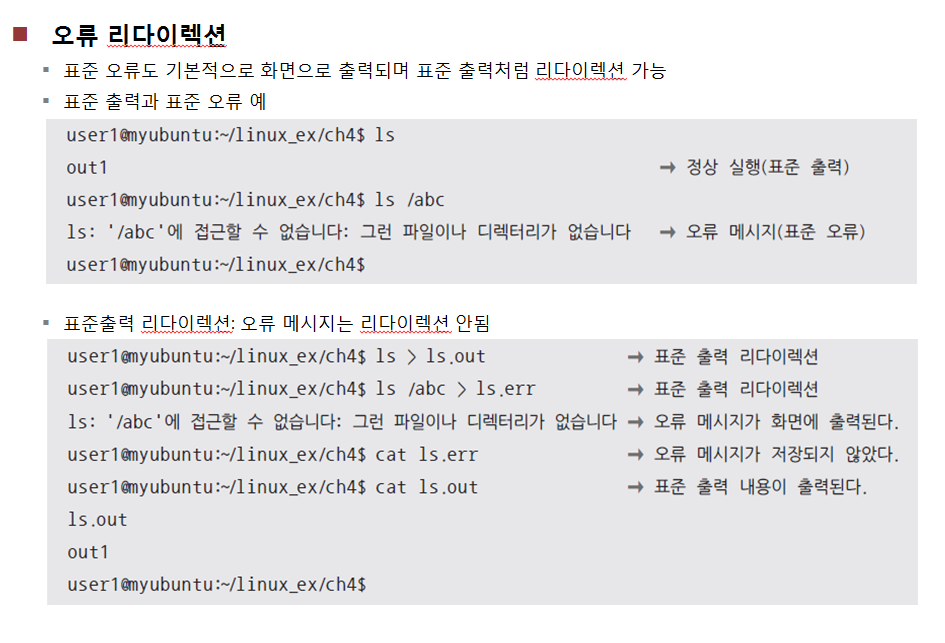 오류 리다이렉션
표준 오류도 기본적으로 화면으로 출력되며 표준 출력처럼 리다이렉션 가능
표준 출력과 표준 오류 예
user1@myubuntu:~/linux_ex/ch4$ ls
out1 → 정상 실행(표준 출력)
user1@myubuntu:~/linux_ex/ch4$ ls /abc
ls: '/abc'에 접근할 수 없습니다: 그런 파일이나 디렉터리가 없습니다 → 오류 메시지(표준 오류)
user1@myubuntu:~/linux_ex/ch4$
표준출력 리다이렉션: 오류 메시지는 리다이렉션 안됨
user1@myubuntu:~/linux_ex/ch4$ ls > ls.out → 표준 출력 리다이렉션
user1@myubuntu:~/linux_ex/ch4$ ls /abc > ls.err → 표준 출력 리다이렉션
ls: '/abc'에 접근할 수 없습니다: 그런 파일이나 디렉터리가 없습니다 → 오류 메시지가 화면에 출력된다.
user1@myubuntu:~/linux_ex/ch4$ cat ls.err → 오류 메시지가 저장되지 않았다.
user1@myubuntu:~/linux_ex/ch4$ cat ls.out → 표준 출력 내용이 출력된다.
ls.out
out1
user1@myubuntu:~/linux_ex/ch4$